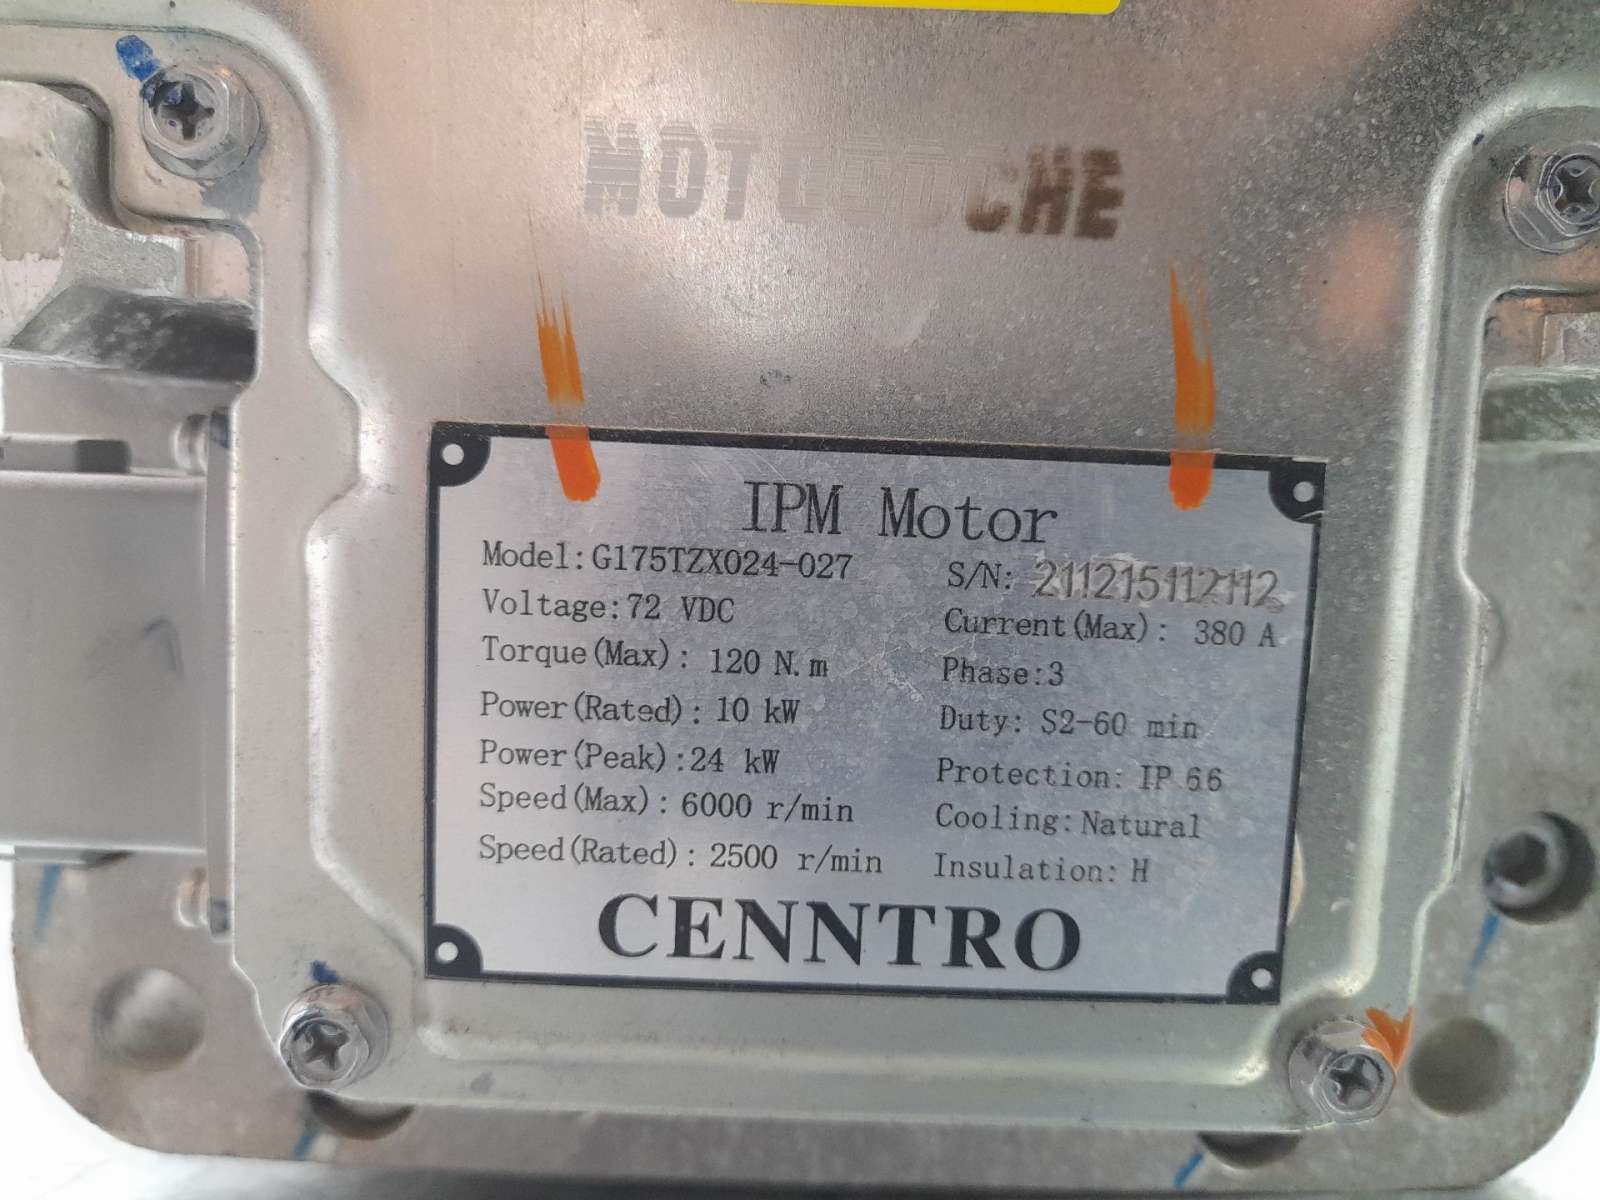 IPM Motor
Model:G175TZX024-027
S/N: 211215112112
Voltage:72 VDC
Current(Max): 380 A
Torque(Max): 120 N.m
Phase:3
Power(Rated): 10 kW
Duty: S2-60 min
Power(Peak):24 kW
Protection: IP 66
Speed(Max): 6000 r/min
Cooling:Natural
Speed(Rated): 2500 r/min
Insulation: H
CENNTRO